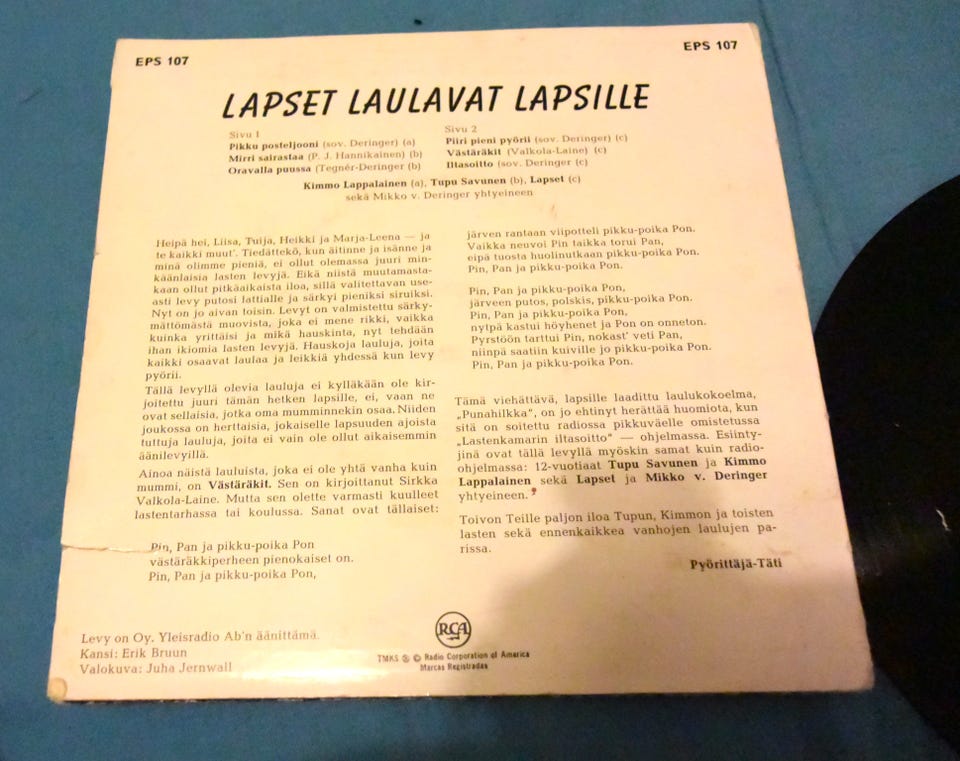 EPS 107
EPS 107
LAPSET LAULAVAT LAPSILLE
Sivu 1
Pikku posteljooni (sov. Deringer) (a)
Mirri sairastaa (P. J. Hannikainen) (b)
Oravalla puussa (Tegnér-Deringer (b)
Sivu 2
Piiri pieni pyörii (sov. Deringer) (c)
Västäräkit (Valkola-Laine) (c)
Iltasoitto (sov. Deringer (c)
Kimmo Lappalainen (a), Tupu Savunen (b), Lapset (c)
sekä Mikko v. Deringer yhtyeineen
Heipä hei, Liisa, Tuija, Heikki ja Marja-Leena — ja
te kaikki muut'. Tiedättekö, kun äitinne ja isänne ja
minä olimme pieniä, ei ollut olemassa juuri min-
käänlaisia lasten levyjä. Eikä niistä muutamasta-
kaan ollut pitkäaikaista iloa, sillä valitettavan use-
asti levy putosi lattialle ja särkyi pieniksi siruiksi.
Nyt on jo aivan toisin. Levyt on valmistettu särky-
mättömästä muovista, joka ei mene rikki, vaikka
kuinka yrittäisi ja mikä hauskinta, nyt tehdään
ihan ikiomia lasten levyjä. Hauskoja lauluja, joita
kaikki osaavat laulaa ja leikkiä yhdessä kun levy
pyörii.
Tällä levyllä olevia lauluja ei kylläkään ole kir-
joitettu juuri tämän hetken lapsille, ei, vaan ne
ovat sellaisia, jotka oma mumminnekin osaa. Niiden
joukossa on herttaisia, jokaiselle lapsuuden ajoista
tuttuja lauluja, joita ei vain ole ollut aikaisemmin
äänilevyillä.
Ainoa näistä lauluista, joka ei ole yhtä vanha kuin
mummi, on Västäräkit. Sen on kirjoittanut Sirkka
Valkola-Laine. Mutta sen olette varmasti kuulleet
lastentarhassa tai koulussa. Sanat ovat tällaiset:
Pin, Pan ja pikku-poika Pon
västäräkkiperheen pienokaiset on.
Pin, Pan ja pikku-poika Pon,
järven rantaan viipotteli pikku-poika Pon.
Vaikka neuvoi Pin taikka torui Pan,
eipä tuosta huolinutkaan pikku-poika Pon.
Pin, Pan ja pikku-poika Pon.
Pin, Pan ja pikku-poika Pon,
järveen putos, polskis, pikku-poika Pon.
Pin, Pan ja pikku-poika Pon,
nytpä kastui höyhenet ja Pon on onneton.
Pyrstöön tarttui Pin, nokast' veti Pan,
niinpä saatiin kuiville jo pikku-poika Pon.
Pin, Pan ja pikku-poika Pon.
Tämä viehättävä, lapsille laadittu laulukokoelma,
„Punahilkka", on jo ehtinyt herättää huomiota, kun
sitä on soitettu radiossa pikkuväelle omistetussa
„Lastenkamarin iltasoitto" — ohjelmassa. Esiinty-
jinä ovat tällä levyllä myöskin samat kuin radio-
ohjelmassa: 12-vuotiaat Tupu Savunen ja Kimmo
Lappalainen sekä Lapset ja Mikko v. Deringer
yhtyeineen.
Toivon Teille paljon iloa Tupun, Kimmon ja toisten
lasten sekä ennenkaikkea vanhojen laulujen pa-
rissa.
Pyörittäjä-Täti
Levy on Oy. Yleisradio Ab'n äänittämä.
Kansi: Erik Bruun
Valokuva: Juha Jernwall
RCA
TMKS ® © Radio Corporation of America
Marcas Registradas